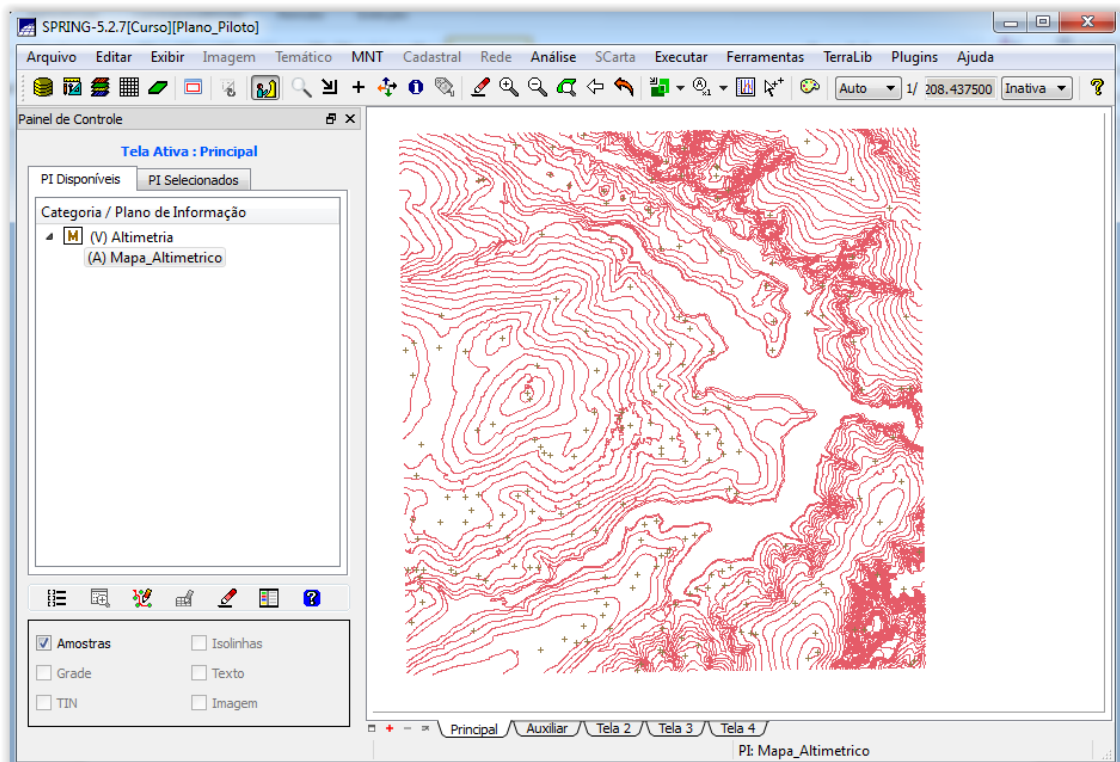 SPRING-5.2.7[Curso][Plano_Piloto]
Arquivo Editar Exibir Imagem Temático MNT Cadastral Rede Análise SCarta Executar Ferramentas TerraLib Plugins Ajuda
Auto 1/ 208.437500 Inativa
Painel de Controle
Tela Ativa : Principal
PI Disponíveis PI Selecionados
Categoria / Plano de Informação
M (V) Altimetria
(A) Mapa_Altimetrico
Amostras Isolinhas
Grade Texto
TIN Imagem
Principal Auxiliar Tela 2 Tela 3 Tela 4
PI: Mapa_Altimetrico